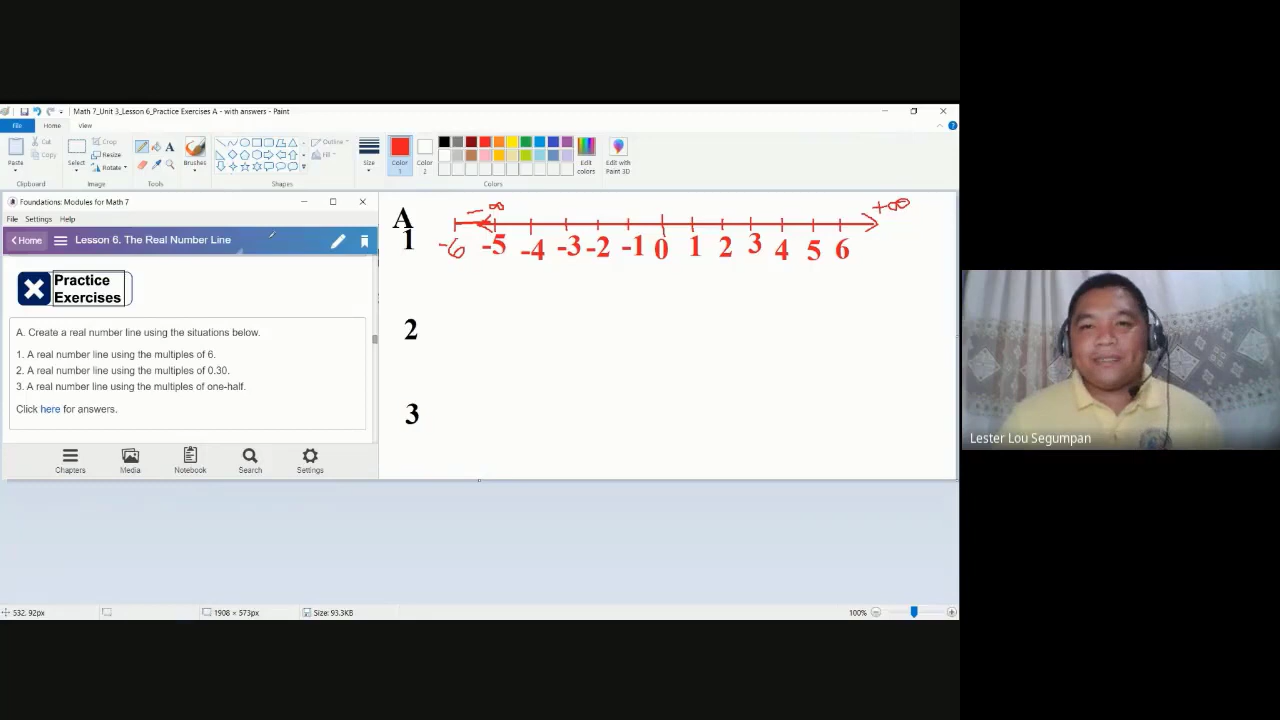 Math 7_Unit 3_Lesson 6_Practice Exercises A - with answers - Paint
File Home View
Paste Cut Copy Clipboard
Select Crop Resize Rotate Image
Tools
Brushes
Outline Fill Shapes
Size
Color 1 Color 2 Edit colors Edit with Paint 3D
Colors
Foundations: Modules for Math 7
File Settings Help
Home Lesson 6. The Real Number Line
Practice
Exercises
A. Create a real number line using the situations below.
1. A real number line using the multiples of 6.
2. A real number line using the multiples of 0.30.
3. A real number line using the multiples of one-half.
Click here for answers.
Chapters Media Notebook Search Settings
A
-∞ +∞
1 -6 -5 -4 -3 -2 -1 0 1 2 3 4 5 6
2
3
Lester Lou Segumpan
532, 92px 1908 × 573px Size: 93.3KB 100%